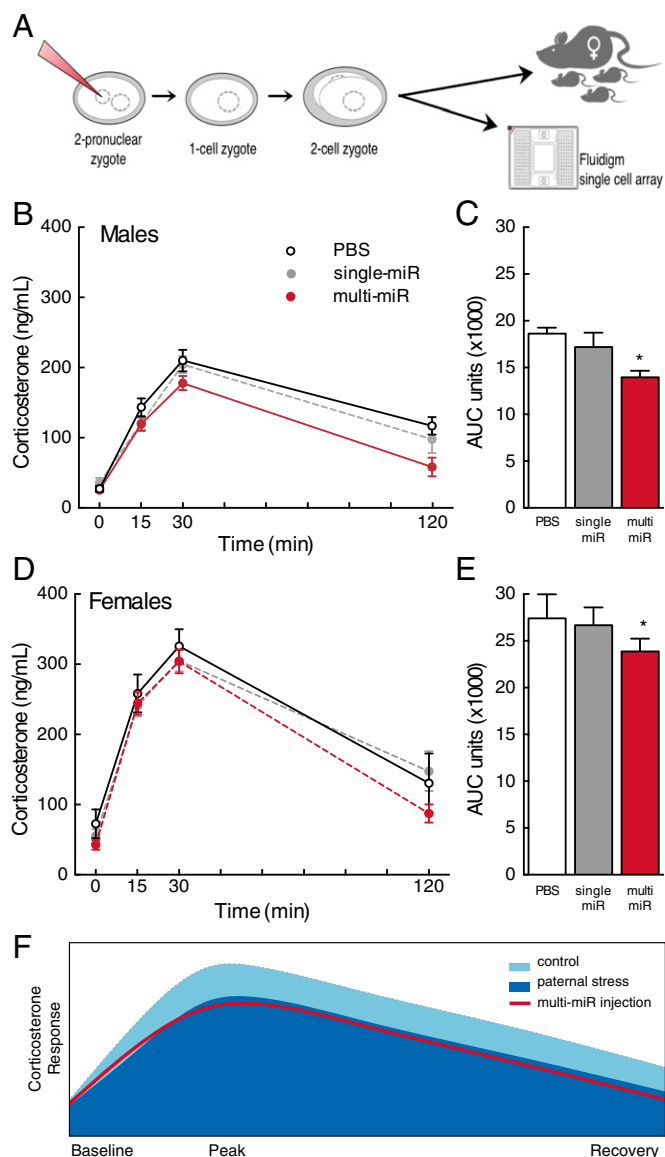 A
2-pronuclear
zygote
1-cell zygote
2-cell zygote
♀
Fluidigm
single cell array
B
Males
PBS
single-miR
multi-miR
Corticosterone (ng/mL)
400
300
200
100
0
0 15 30 120
Time (min)
C
AUC units (x1000)
30
25
20
15
10
5
0
*
PBS
single
miR
multi
miR
D
Females
Corticosterone (ng/mL)
400
300
200
100
0
0 15 30 120
Time (min)
E
AUC units (x1000)
30
25
20
15
10
5
0
*
PBS
single
miR
multi
miR
F
control
paternal stress
multi-miR injection
Corticosterone
Response
Baseline Peak Recovery